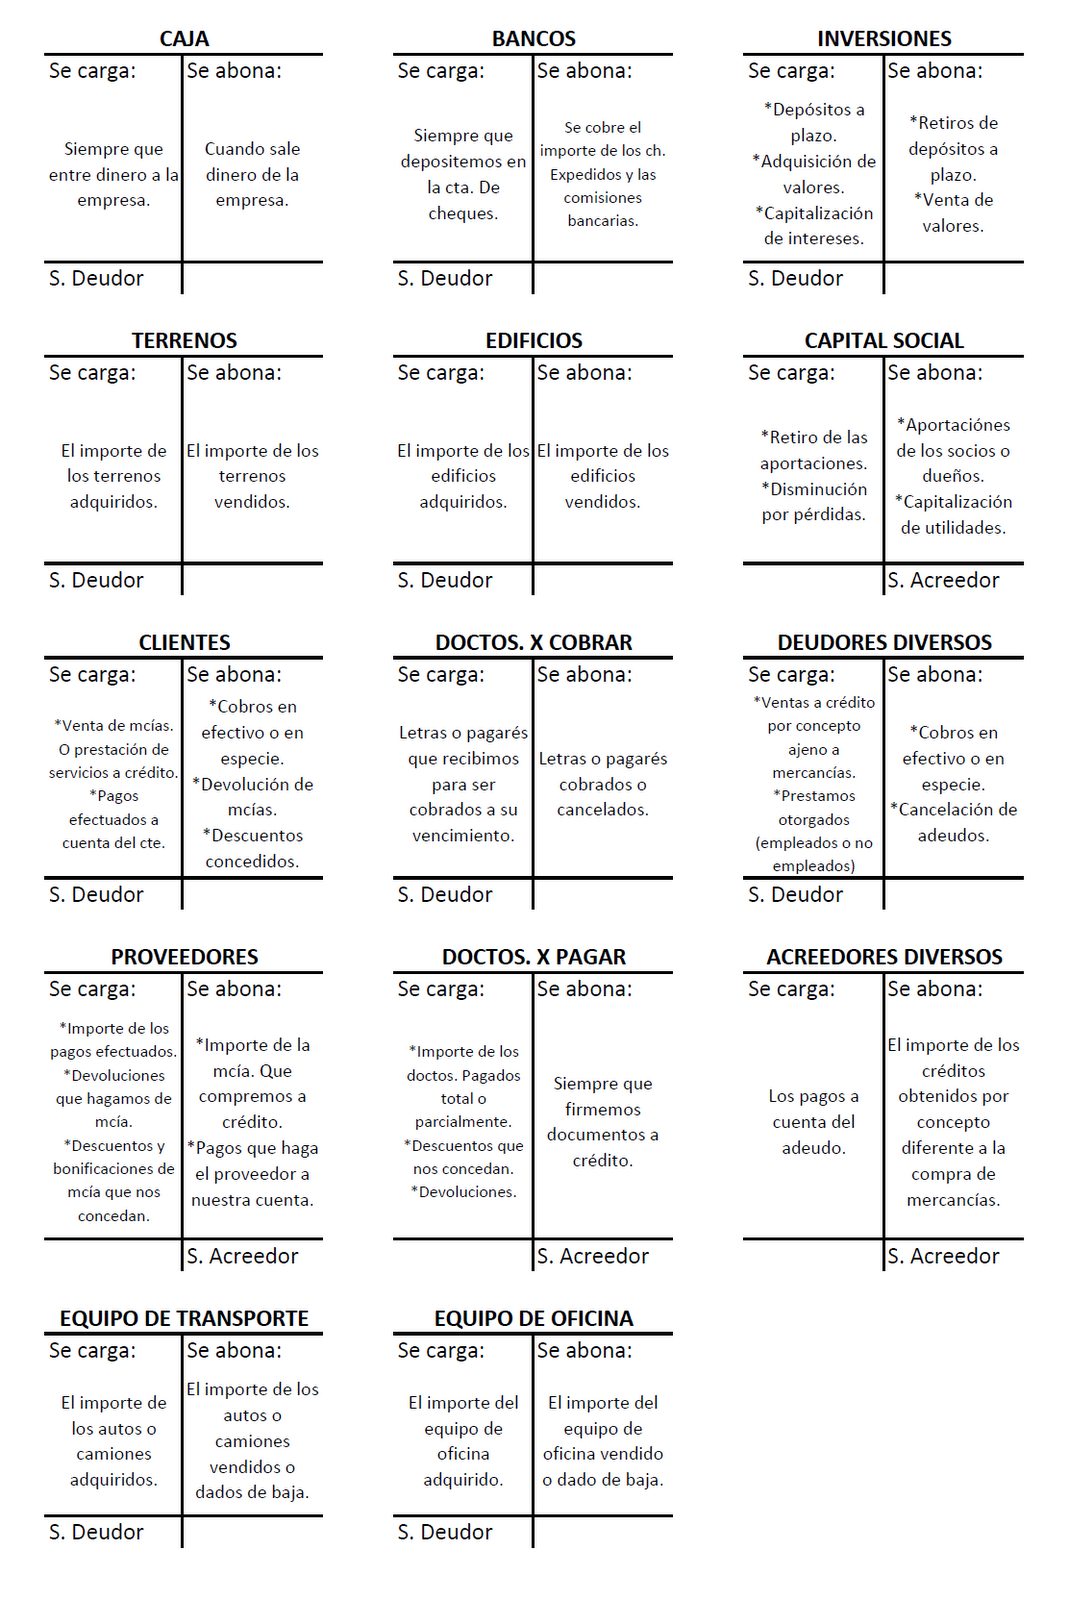 CAJA
Se carga:
Se abona:
Siempre que
entre dinero a la
empresa.
Cuando sale
dinero de la
empresa.
S. Deudor
BANCOS
Se carga:
Se abona:
Siempre que
depositemos en
la cta. De
cheques.
Se cobre el
importe de los ch.
Expedidos y las
comisiones
bancarias.
S. Deudor
INVERSIONES
Se carga:
Se abona:
*Depósitos a
plazo.
*Adquisición de
valores.
*Capitalización
de intereses.
*Retiros de
depósitos a
plazo.
*Venta de
valores.
S. Deudor
TERRENOS
Se carga:
Se abona:
El importe de
los terrenos
adquiridos.
El importe de los
terrenos
vendidos.
S. Deudor
EDIFICIOS
Se carga:
Se abona:
El importe de los
edificios
adquiridos.
El importe de los
edificios
vendidos.
S. Deudor
CAPITAL SOCIAL
Se carga:
Se abona:
*Retiro de las
aportaciones.
*Disminución
por pérdidas.
*Aportaciónes
de los socios o
dueños.
*Capitalización
de utilidades.
S. Acreedor
CLIENTES
Se carga:
Se abona:
*Venta de mcías.
O prestación de
servicios a crédito.
*Pagos
efectuados a
cuenta del cte.
*Cobros en
efectivo o en
especie.
*Devolución de
mcías.
*Descuentos
concedidos.
S. Deudor
DOCTOS. X COBRAR
Se carga:
Se abona:
Letras o pagarés
que recibimos
para ser
cobrados a su
vencimiento.
Letras o pagarés
cobrados o
cancelados.
S. Deudor
DEUDORES DIVERSOS
Se carga:
Se abona:
*Ventas a crédito
por concepto
ajeno a
mercancías.
*Prestamos
otorgados
(empleados o no
empleados)
*Cobros en
efectivo o en
especie.
*Cancelación de
adeudos.
S. Deudor
PROVEEDORES
Se carga:
Se abona:
*Importe de los
pagos efectuados.
*Devoluciones
que hagamos de
mcía.
*Descuentos y
bonificaciones de
mcía que nos
concedan.
*Importe de la
mcía. Que
compremos a
crédito.
*Pagos que haga
el proveedor a
nuestra cuenta.
S. Acreedor
DOCTOS. X PAGAR
Se carga:
Se abona:
*Importe de los
doctos. Pagados
total o
parcialmente.
*Descuentos que
nos concedan.
*Devoluciones.
Siempre que
firmemos
documentos a
crédito.
S. Acreedor
ACREEDORES DIVERSOS
Se carga:
Se abona:
Los pagos a
cuenta del
adeudo.
El importe de los
créditos
obtenidos por
concepto
diferente a la
compra de
mercancías.
S. Acreedor
EQUIPO DE TRANSPORTE
Se carga:
Se abona:
El importe de
los autos o
camiones
adquiridos.
El importe de los
autos o
camiones
vendidos o
dados de baja.
S. Deudor
EQUIPO DE OFICINA
Se carga:
Se abona:
El importe del
equipo de
oficina
adquirido.
El importe del
equipo de
oficina vendido
o dado de baja.
S. Deudor